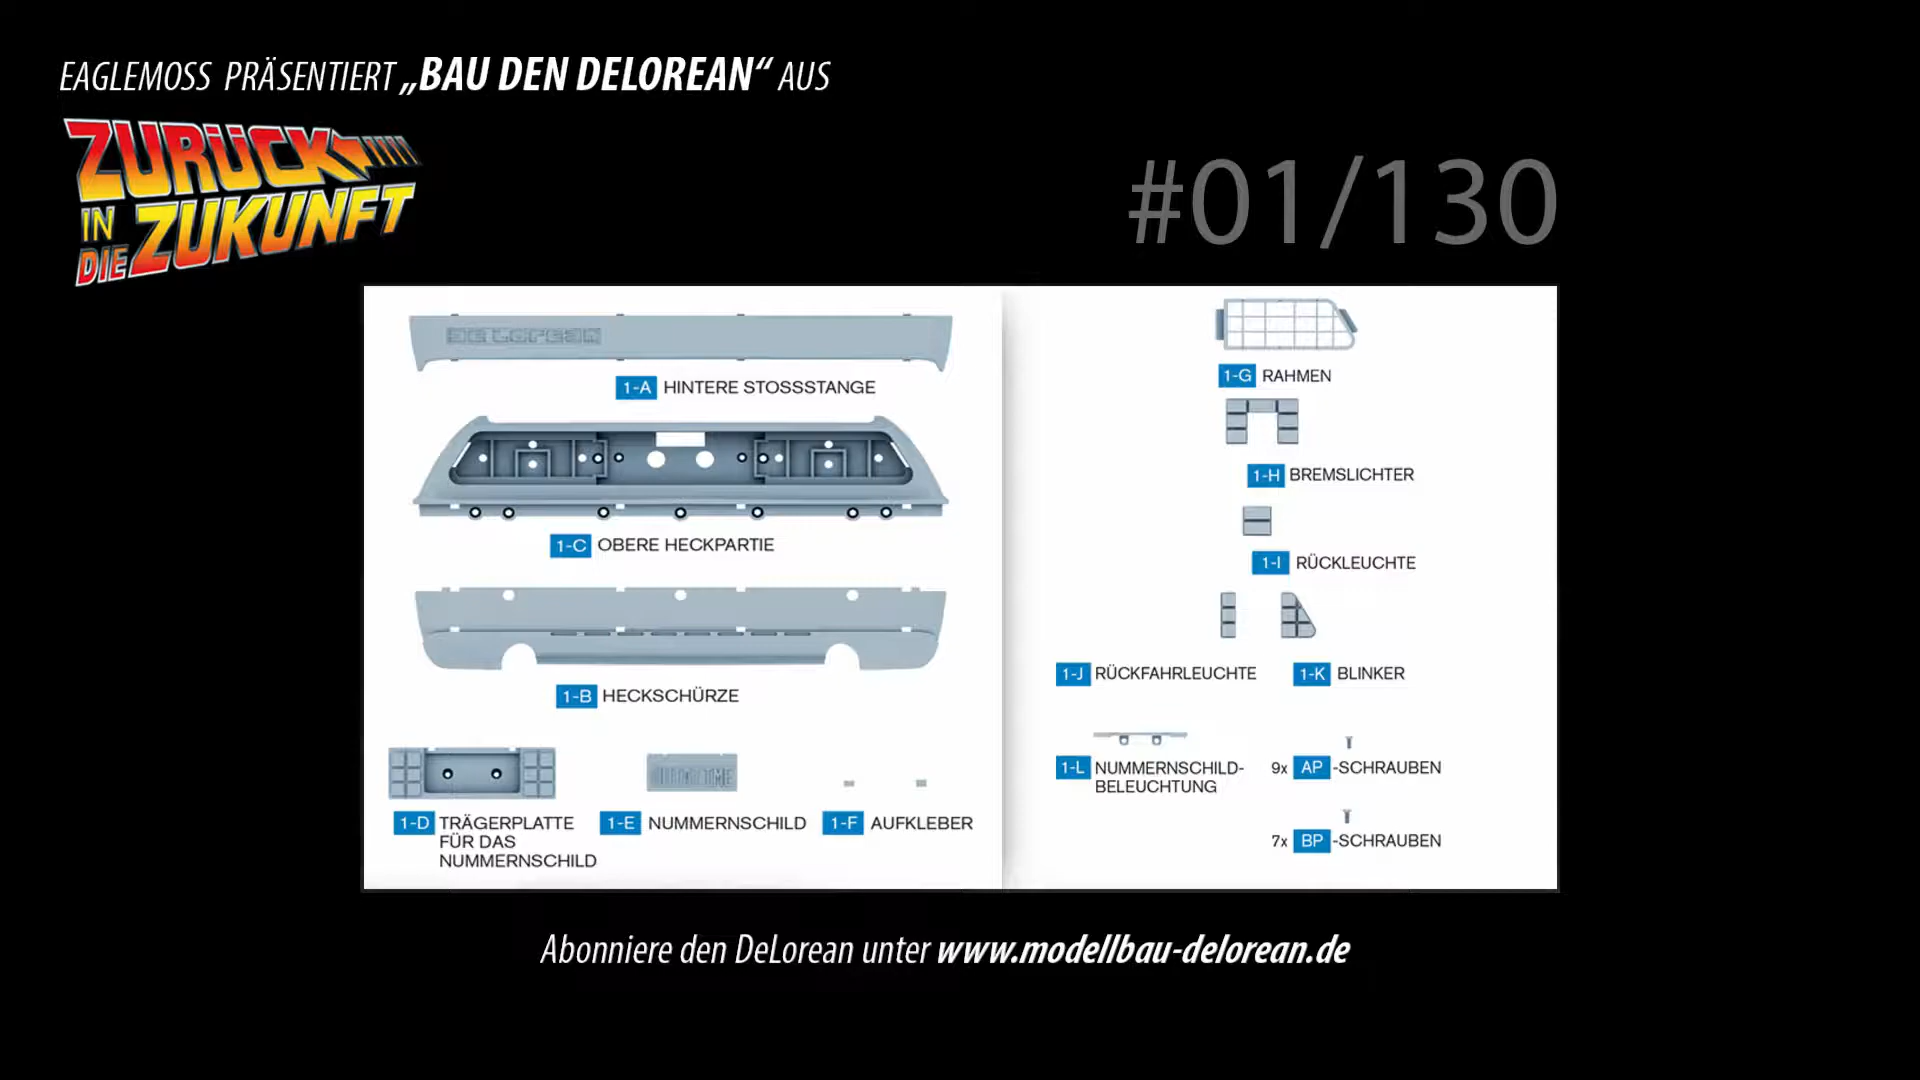 EAGLEMOSS PRÄSENTIERT „BAU DEN DELOREAN“ AUS
ZURÜCK
IN
DIE ZUKUNFT
#01/130
DE LOREAN
1-A HINTERE STOSSSTANGE
1-C OBERE HECKPARTIE
1-B HECKSCHÜRZE
1-D TRÄGERPLATTE
FÜR DAS
NUMMERNSCHILD
1-E NUMMERNSCHILD
1-F AUFKLEBER
1-G RAHMEN
1-H BREMSLICHTER
1-I RÜCKLEUCHTE
1-J RÜCKFAHRLEUCHTE
1-K BLINKER
1-L NUMMERNSCHILD-
BELEUCHTUNG
9x AP -SCHRAUBEN
7x BP -SCHRAUBEN
Abonniere den DeLorean unter www.modellbau-delorean.de